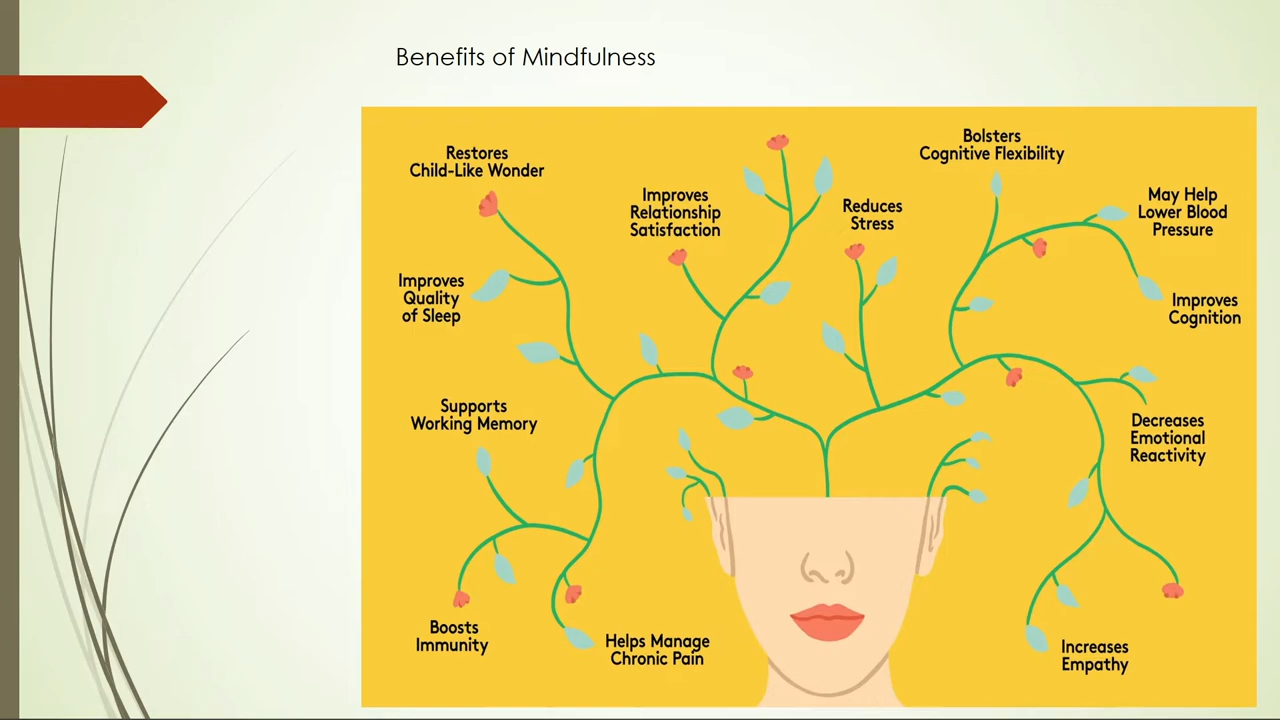 Benefits of Mindfulness
Restores
Child-Like Wonder
Improves
Relationship
Satisfaction
Reduces
Stress
Bolsters
Cognitive Flexibility
May Help
Lower Blood
Pressure
Improves
Quality
of Sleep
Improves
Cognition
Supports
Working Memory
Decreases
Emotional
Reactivity
Boosts
Immunity
Helps Manage
Chronic Pain
Increases
Empathy